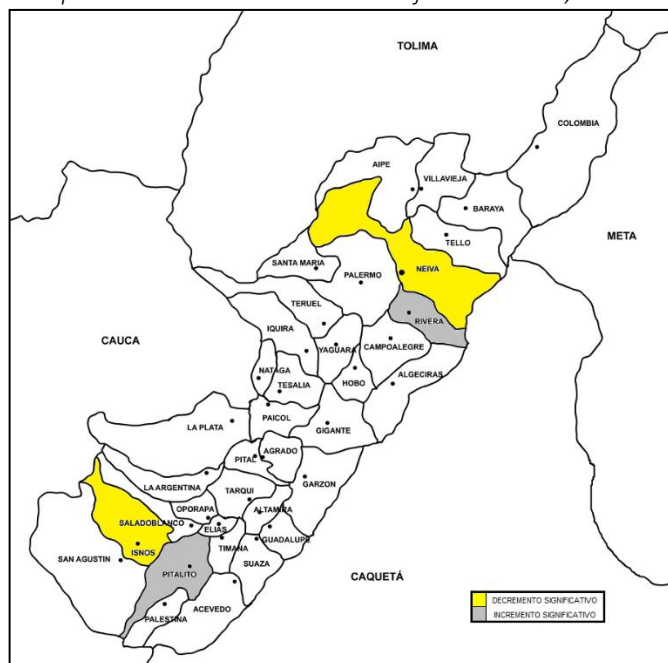 TOLIMA
COLOMBIA
AIPE
VILLAVIEJA
BARAYA
META
TELLO
SANTA MARIA
NEIVA
PALERMO
TERUEL
RIVERA
CAUCA
IQUIRA
YAGUARA
CAMPOALEGRE
NATAGA
TESALIA
HOBO
ALGECIRAS
PAICOL
LA PLATA
GIGANTE
PITAL
AGRADO
LA ARGENTINA
TARQUI
GARZON
OPORAPA
ALTAMIRA
SALADOBLANCO
ELIAS
ISNOS
TIMANA
GUADALUPE
SAN AGUSTIN
SUAZA
PITALITO
CAQUETÁ
ACEVEDO
PALESTINA
DECREMENTO SIGNIFICATIVO
INCREMENTO SIGNIFICATIVO